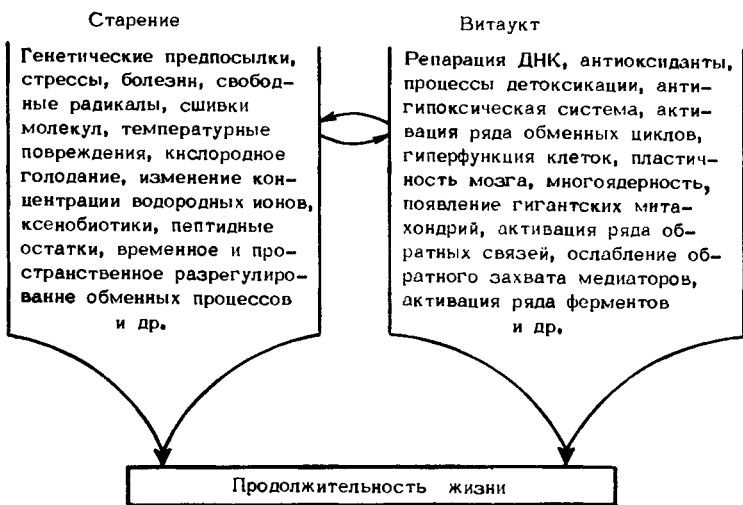 Старение
Витаукт
Генетические предпосылки,
стрессы, болезни, свобод-
ные радикалы, сшивки
молекул, температурные
повреждения, кислородное
голодание, изменение кон-
центрации водородных ионов,
ксенобиотики, пептидные
остатки, временное и про-
странственное разрегулиро-
вание обменных процессов
и др.
Репарация ДНК, антиоксиданты,
процессы детоксикации, анти-
гипоксическая система, акти-
вация ряда обменных циклов,
гиперфункция клеток, пластич-
ность мозга, многоядерность,
появление гигантских мита-
хондрий, активация ряда об-
ратных связей, ослабление об-
ратного захвата медиаторов,
активация ряда ферментов
и др.
Продолжительность жизни